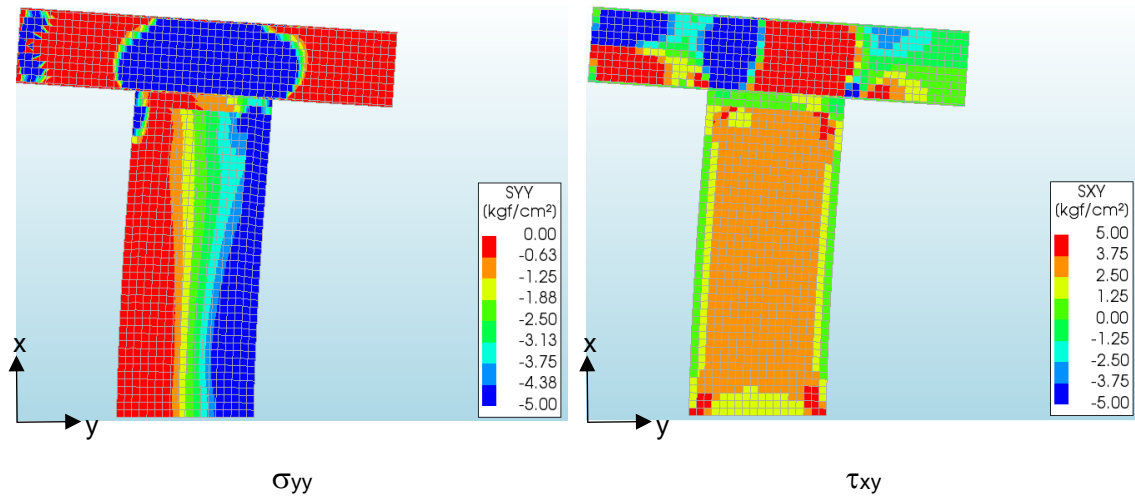 SYY
(kgf/cm²)
0.00
-0.63
-1.25
-1.88
-2.50
-3.13
-3.75
-4.38
-5.00
x
y
σyy
SXY
(kgf/cm²)
5.00
3.75
2.50
1.25
0.00
-1.25
-2.50
-3.75
-5.00
x
y
τxy